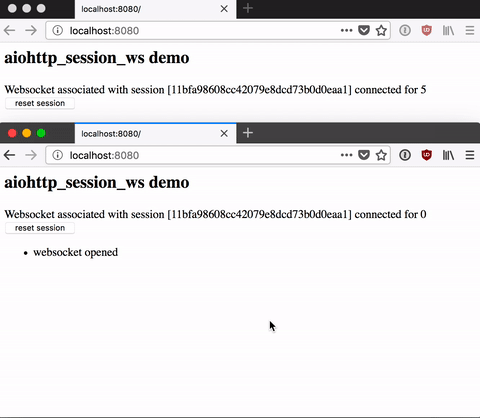 localhost:8080/
localhost:8080
aiohttp_session_ws demo
Websocket associated with session [11bfa98608cc42079e8dcd73b0d0eaa1] connected for 5
reset session
localhost:8080/
localhost:8080
aiohttp_session_ws demo
Websocket associated with session [11bfa98608cc42079e8dcd73b0d0eaa1] connected for 0
reset session
• websocket opened